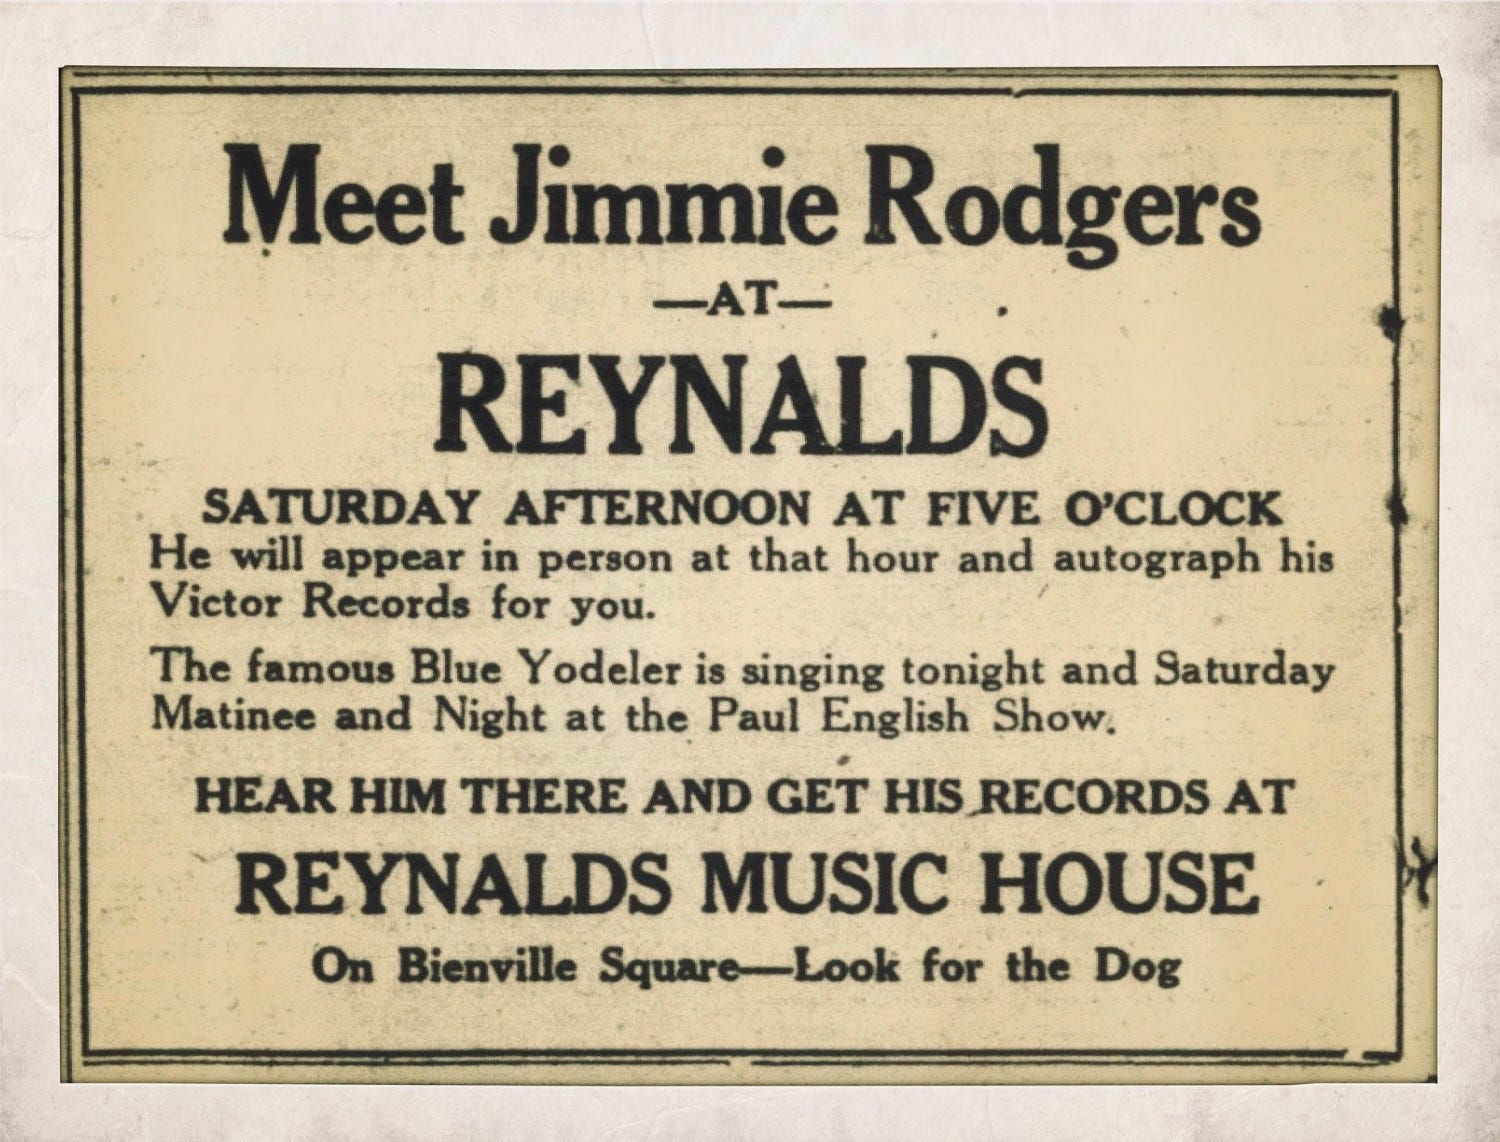 Meet Jimmie Rodgers
—AT—
REYNALDS
SATURDAY AFTERNOON AT FIVE O'CLOCK
He will appear in person at that hour and autograph his
Victor Records for you.
The famous Blue Yodeler is singing tonight and Saturday
Matinee and Night at the Paul English Show.
HEAR HIM THERE AND GET HIS RECORDS AT
REYNALDS MUSIC HOUSE
On Bienville Square—Look for the Dog